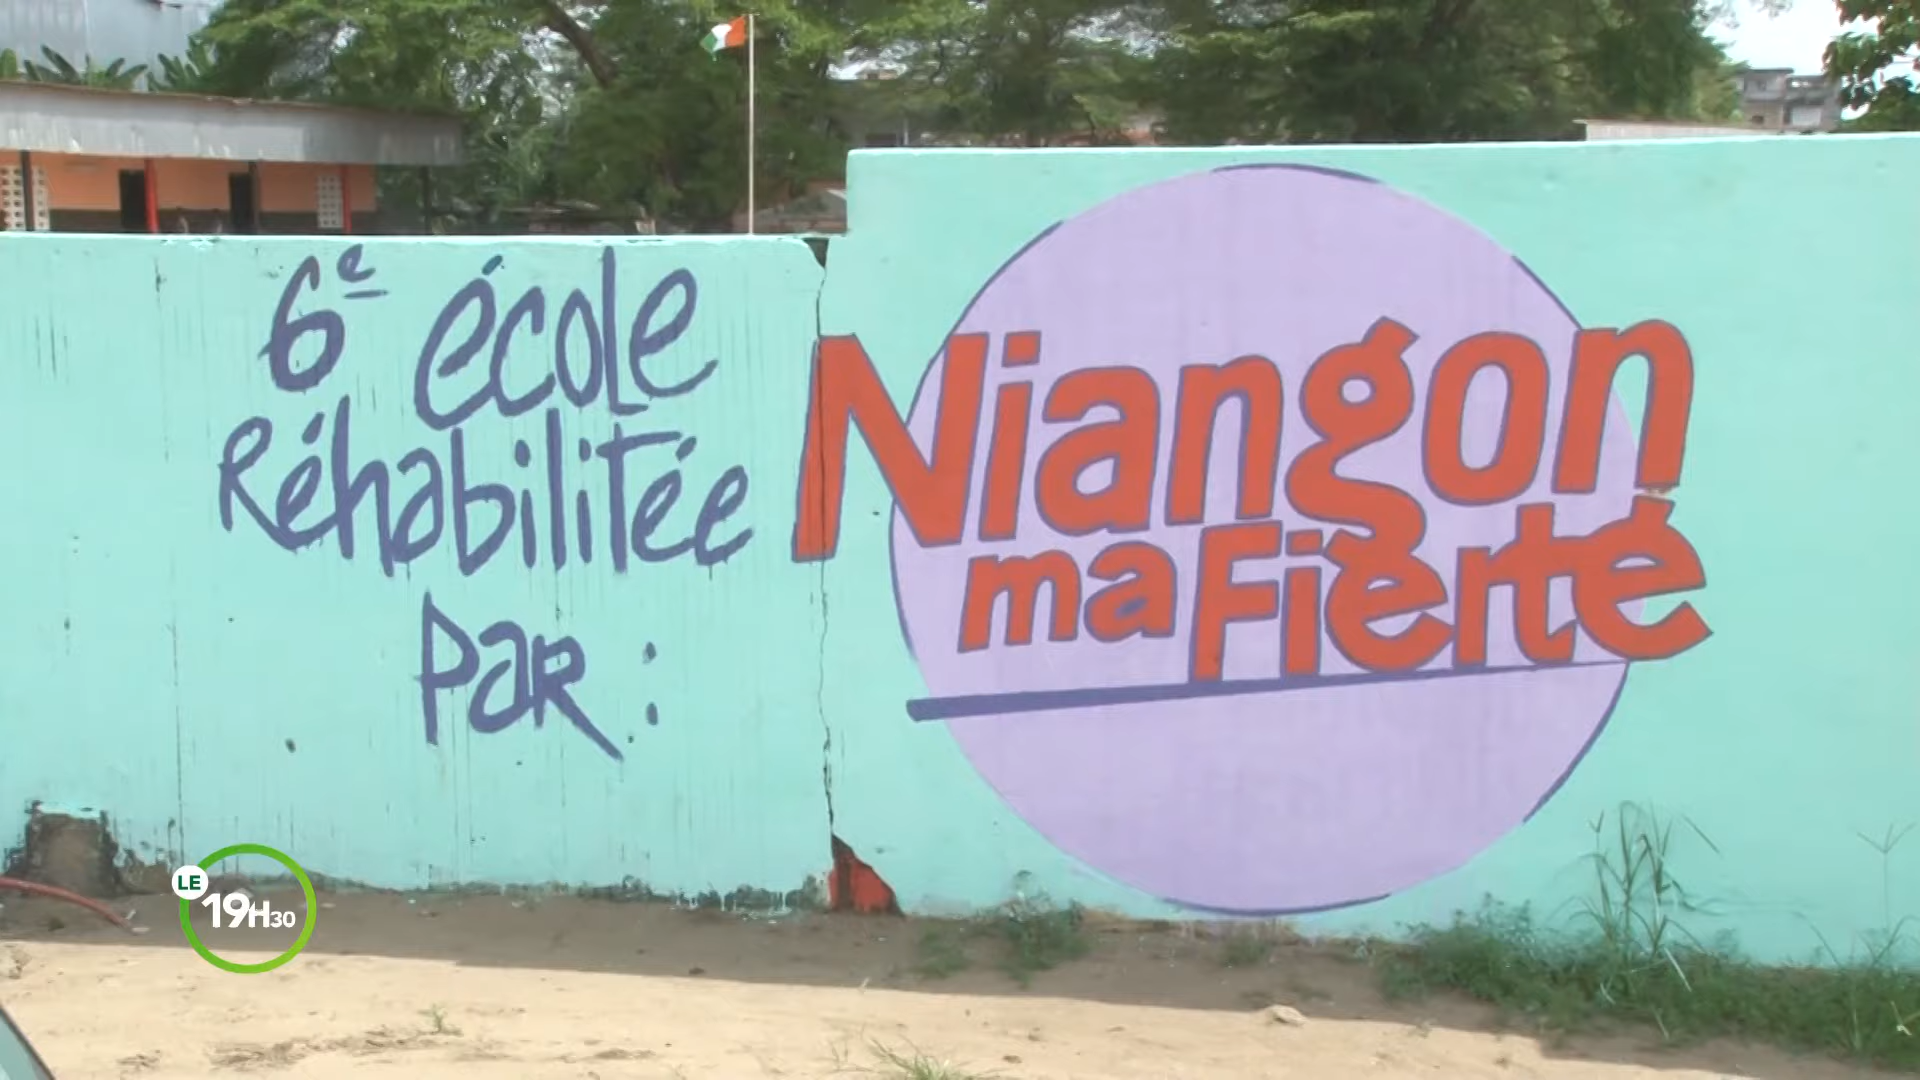 6e école
Réhabilitée
Par :
Niangon
ma Fierté
LE
19H30